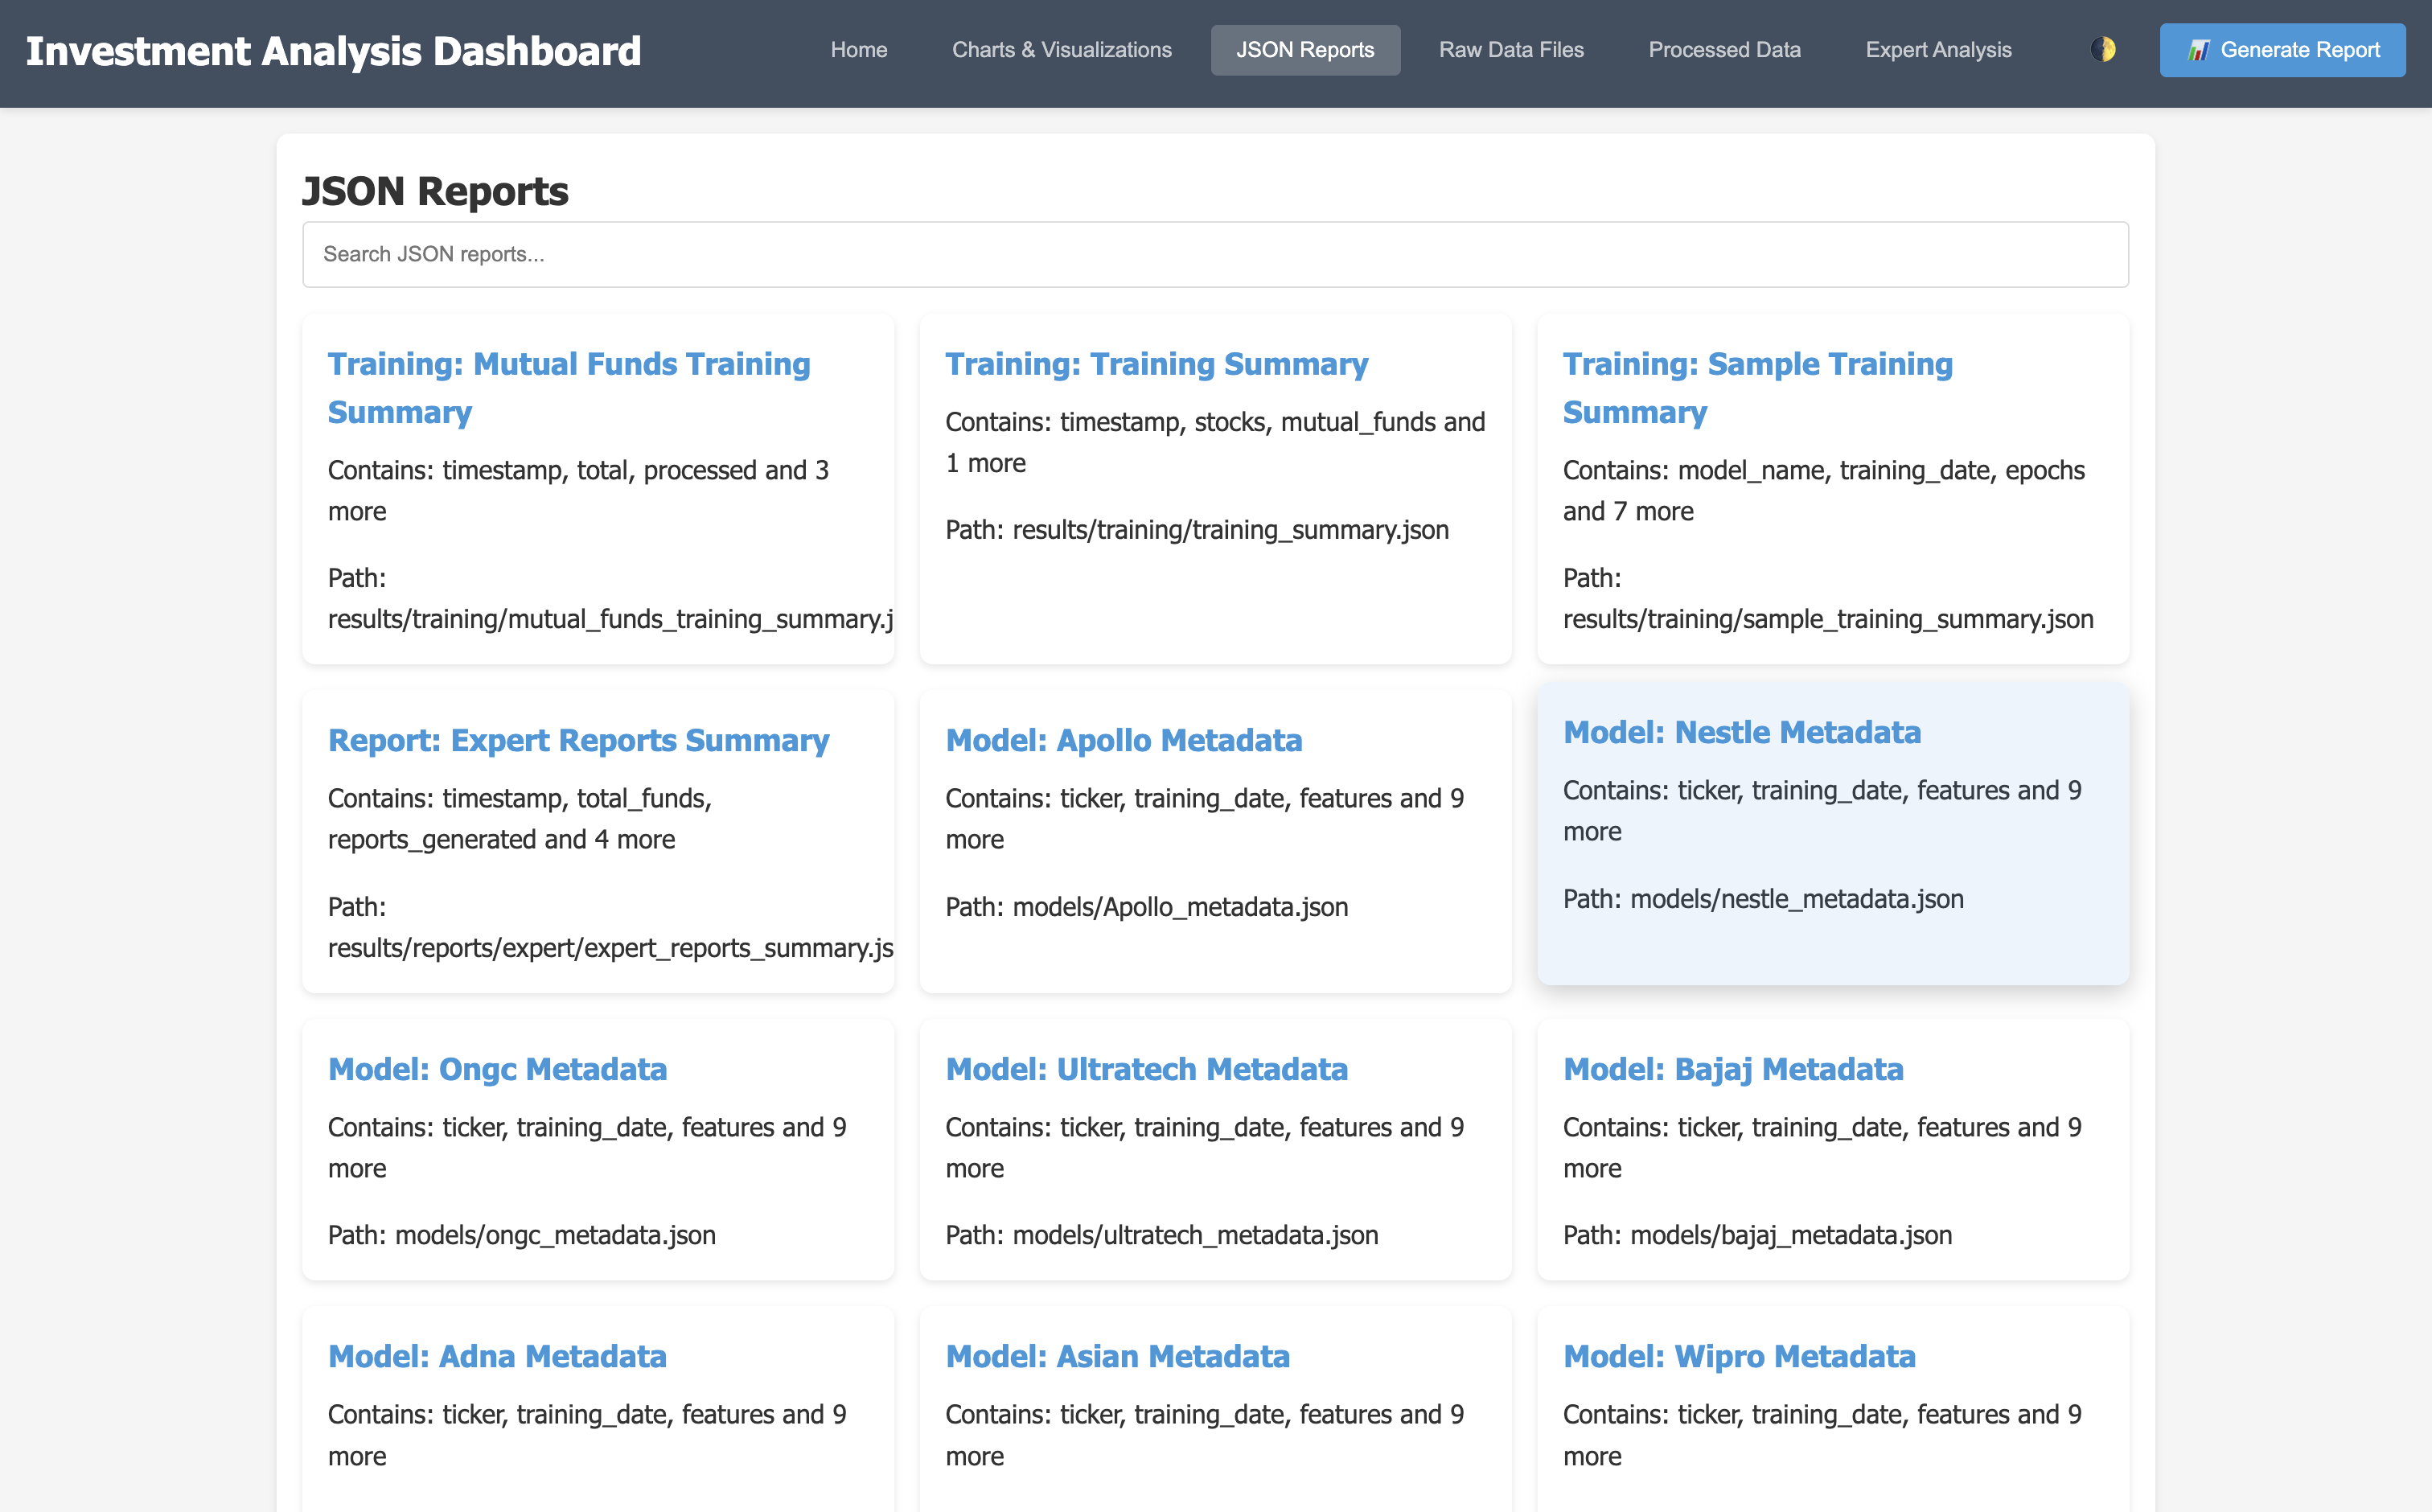 Investment Analysis Dashboard
Home
Charts & Visualizations
JSON Reports
Raw Data Files
Processed Data
Expert Analysis
Generate Report
JSON Reports
Search JSON reports...
Training: Mutual Funds Training
Summary
Contains: timestamp, total, processed and 3
more
Path:
results/training/mutual_funds_training_summary.j
Training: Training Summary
Contains: timestamp, stocks, mutual_funds and
1 more
Path: results/training/training_summary.json
Training: Sample Training
Summary
Contains: model_name, training_date, epochs
and 7 more
Path:
results/training/sample_training_summary.json
Report: Expert Reports Summary
Contains: timestamp, total_funds,
reports_generated and 4 more
Path:
results/reports/expert/expert_reports_summary.js
Model: Apollo Metadata
Contains: ticker, training_date, features and 9
more
Path: models/Apollo_metadata.json
Model: Nestle Metadata
Contains: ticker, training_date, features and 9
more
Path: models/nestle_metadata.json
Model: Ongc Metadata
Contains: ticker, training_date, features and 9
more
Path: models/ongc_metadata.json
Model: Ultratech Metadata
Contains: ticker, training_date, features and 9
more
Path: models/ultratech_metadata.json
Model: Bajaj Metadata
Contains: ticker, training_date, features and 9
more
Path: models/bajaj_metadata.json
Model: Adna Metadata
Contains: ticker, training_date, features and 9
more
Model: Asian Metadata
Contains: ticker, training_date, features and 9
more
Model: Wipro Metadata
Contains: ticker, training_date, features and 9
more